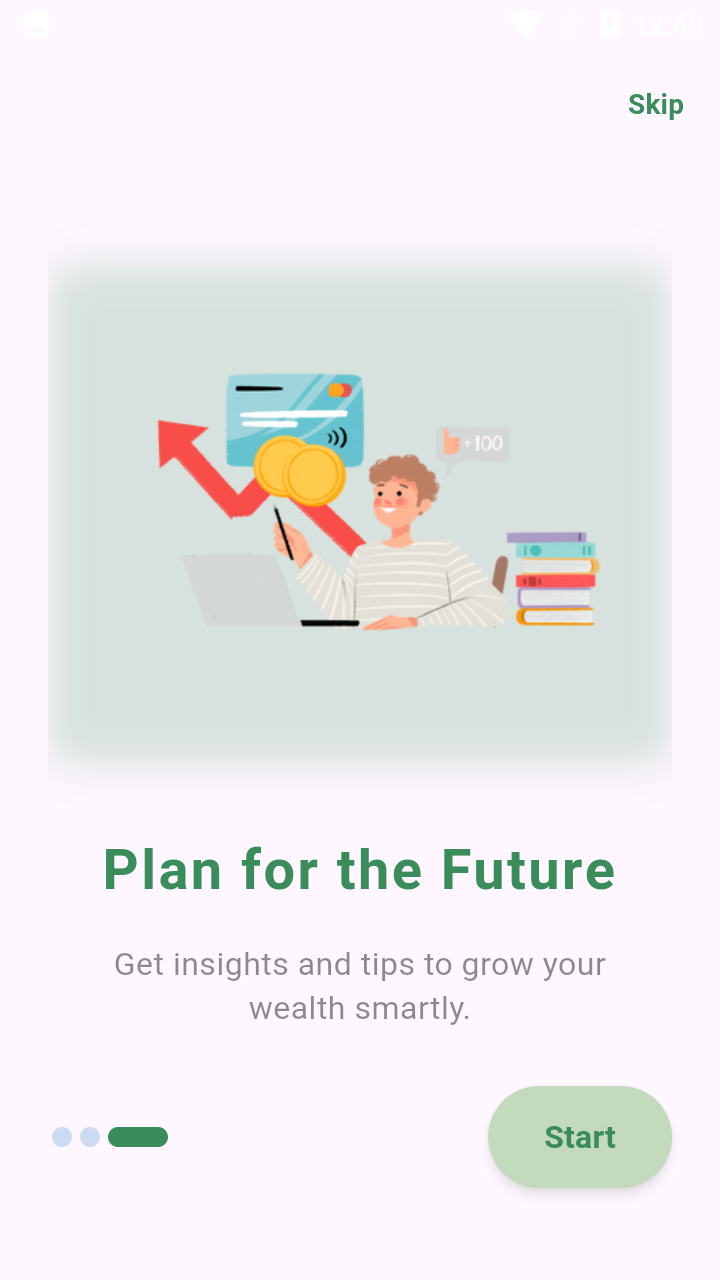 12:49
Skip
+100
Plan for the Future
Get insights and tips to grow your
wealth smartly.
Start